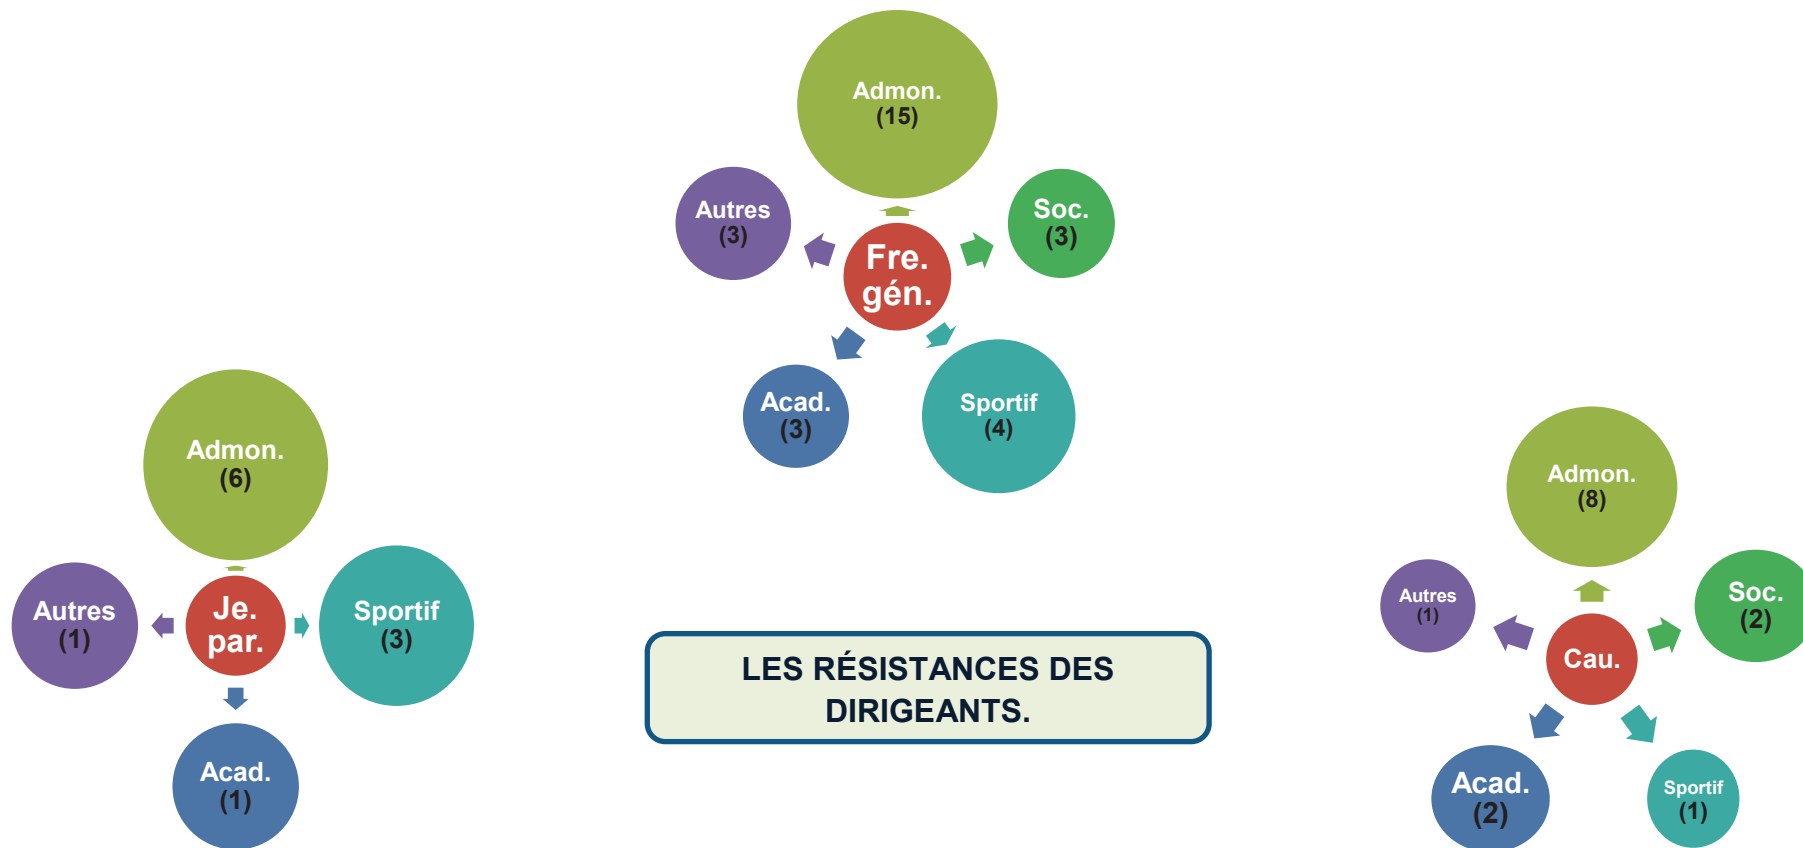 Admon.
(15)
Autres
(3)
Soc.
(3)
Fre.
gén.
Acad.
(3)
Sportif
(4)
Admon.
(6)
Autres
(1)
Je.
par.
Sportif
(3)
Acad.
(1)
LES RÉSISTANCES DES
DIRIGEANTS.
Admon.
(8)
Autres
(1)
Soc.
(2)
Cau.
Acad.
(2)
Sportif
(1)